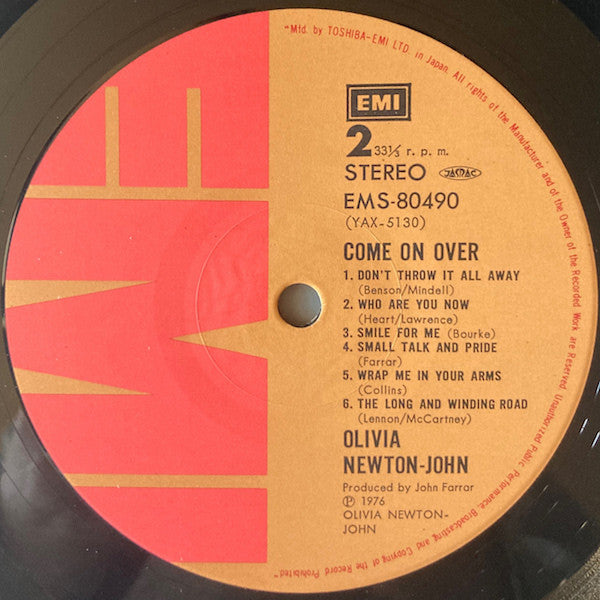 "Mfd. by TOSHIBA-EMI LTD. in Japan. All rights of the Manufacturer and of the Owner of the Recorded Work are Reserved. Unauthorized Public Performance, Broadcasting and Copying of the Record Prohibited"
EMI
EMI
2 33⅓ r. p. m.
STEREO JASRAC
EMS-80490
(YAX-5130)
COME ON OVER
1. DON'T THROW IT ALL AWAY
(Benson/Mindell)
2. WHO ARE YOU NOW
(Heart/Lawrence)
3. SMILE FOR ME (Bourke)
4. SMALL TALK AND PRIDE
(Farrar)
5. WRAP ME IN YOUR ARMS
(Collins)
6. THE LONG AND WINDING ROAD
(Lennon/McCartney)
OLIVIA
NEWTON-JOHN
Produced by John Farrar
Ⓟ 1976
OLIVIA NEWTON-
JOHN